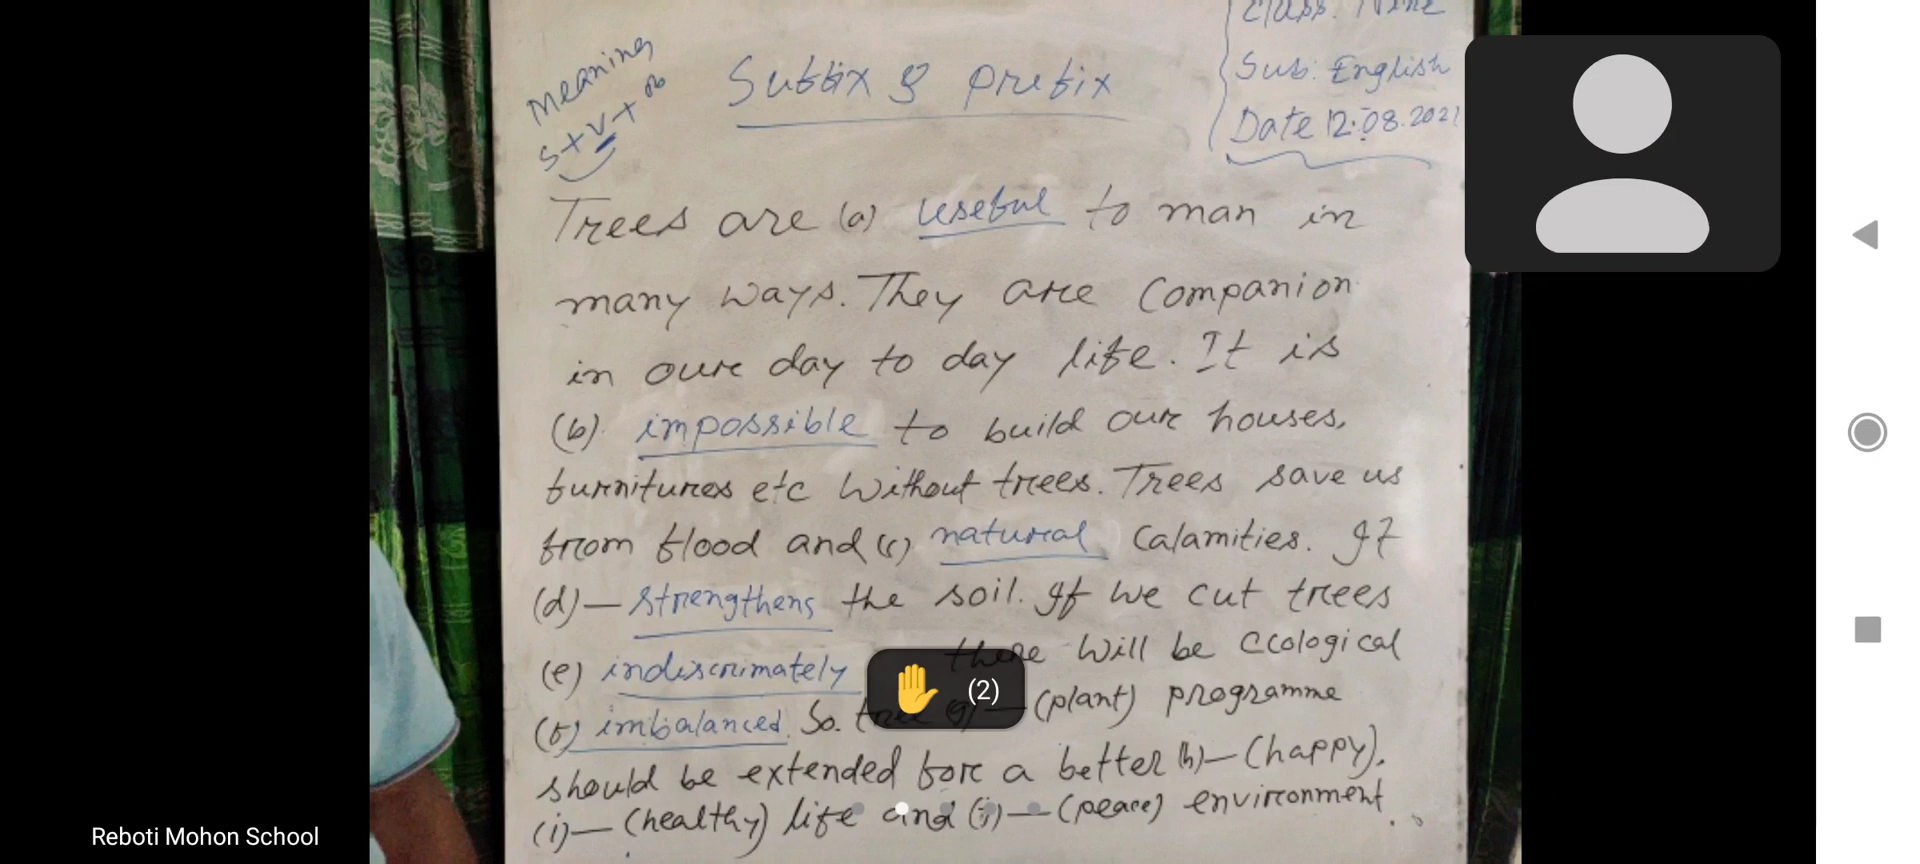 Meaning
S+V+ob
Suffix & prefix
Class: Nine
Sub: English
Date 12.08.2021
Trees are (a) useful to man in
many ways. They are companion
in our day to day life. It is
(b) impossible to build our houses,
furnitures etc without trees. Trees save us
from flood and (c) natural calamities. It
(d)— strengthens the soil. If we cut trees
(e) indiscrimately there will be ecological
(f) imbalanced. So. tree (g)— (plant) programme
should be extended for a better (h)— (happy).
(i)— (healthy) life and (j)— (peace) environment.
(2)
Reboti Mohon School